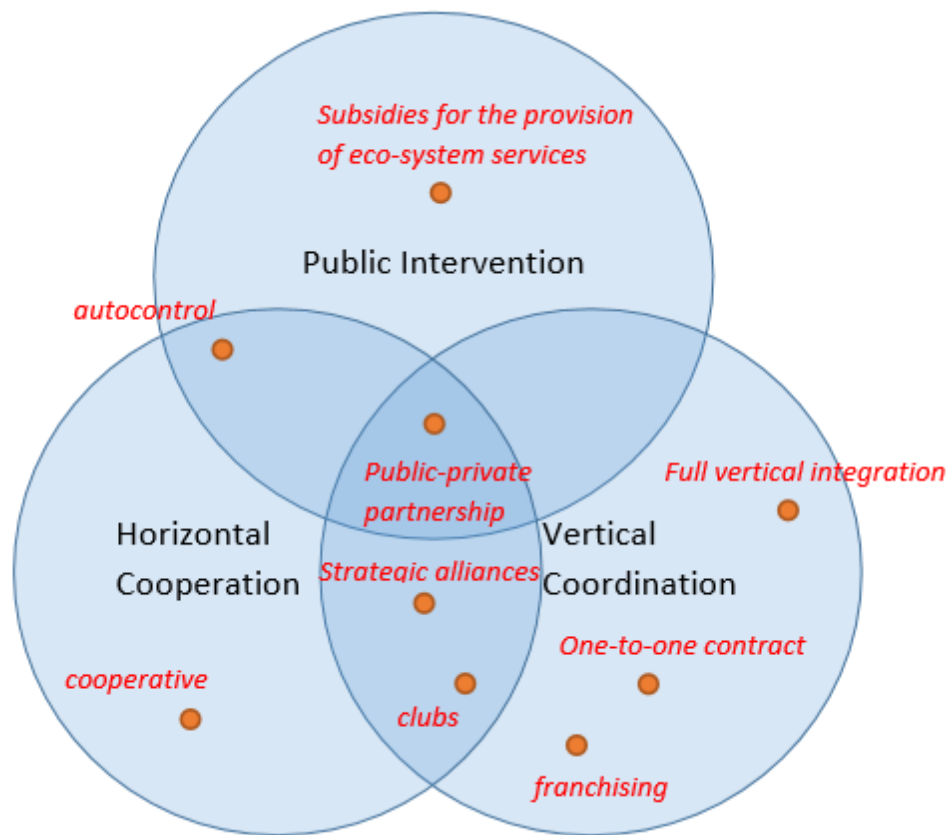 Subsidies for the provision
of eco-system services
Public Intervention
autocontrol
Public-private
partnership
Full vertical integration
Horizontal
Cooperation
Vertical
Coordination
Strategic alliances
One-to-one contract
cooperative
clubs
franchising